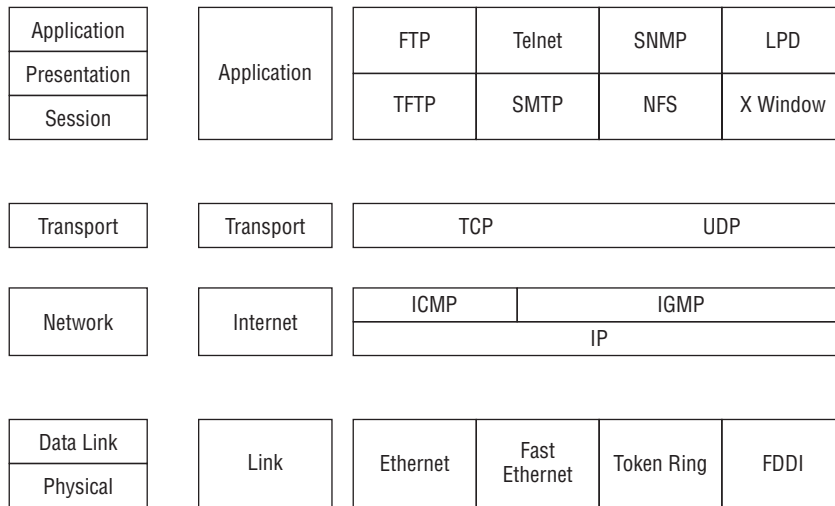 Application
Presentation
Session
Application
FTP Telnet SNMP LPD
TFTP SMTP NFS X Window
Transport
Transport
TCP UDP
Network
Internet
ICMP IGMP
IP
Data Link
Physical
Link
Ethernet
Fast
Ethernet
Token Ring
FDDI